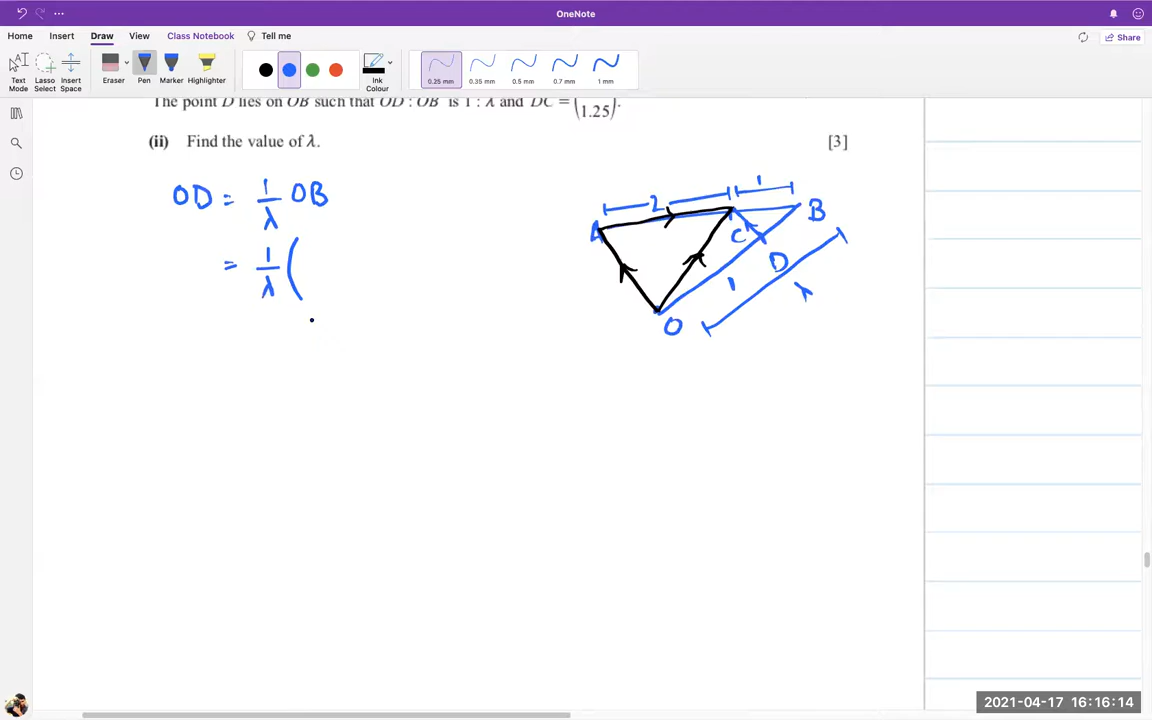 OneNote
Home Insert Draw View Class Notebook Tell me
Share
Text Mode
Lasso Select
Insert Space
Eraser
Pen
Marker
Highlighter
Ink Colour
0.25 mm
0.35 mm
0.5 mm
0.7 mm
1 mm
The point D lies on OB such that OD : OB is 1 : λ and DC = (1.25).
(ii) Find the value of λ. [3]
OD = 1/λ OB
= 1/λ (
2
1
A
C
B
D
1
λ
O
2021-04-17 16:16:14